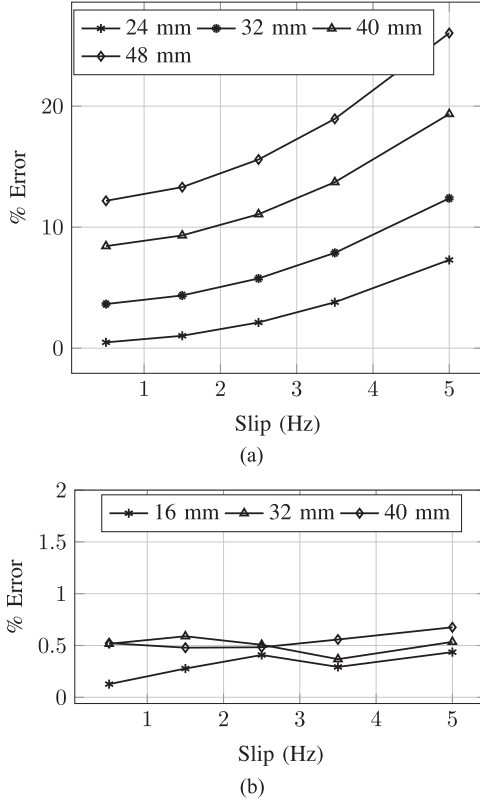 24 mm 32 mm 40 mm
48 mm
20
10
0
% Error
1 2 3 4 5
Slip (Hz)
(a)
16 mm 32 mm 40 mm
2
1.5
1
0.5
0
% Error
1 2 3 4 5
Slip (Hz)
(b)